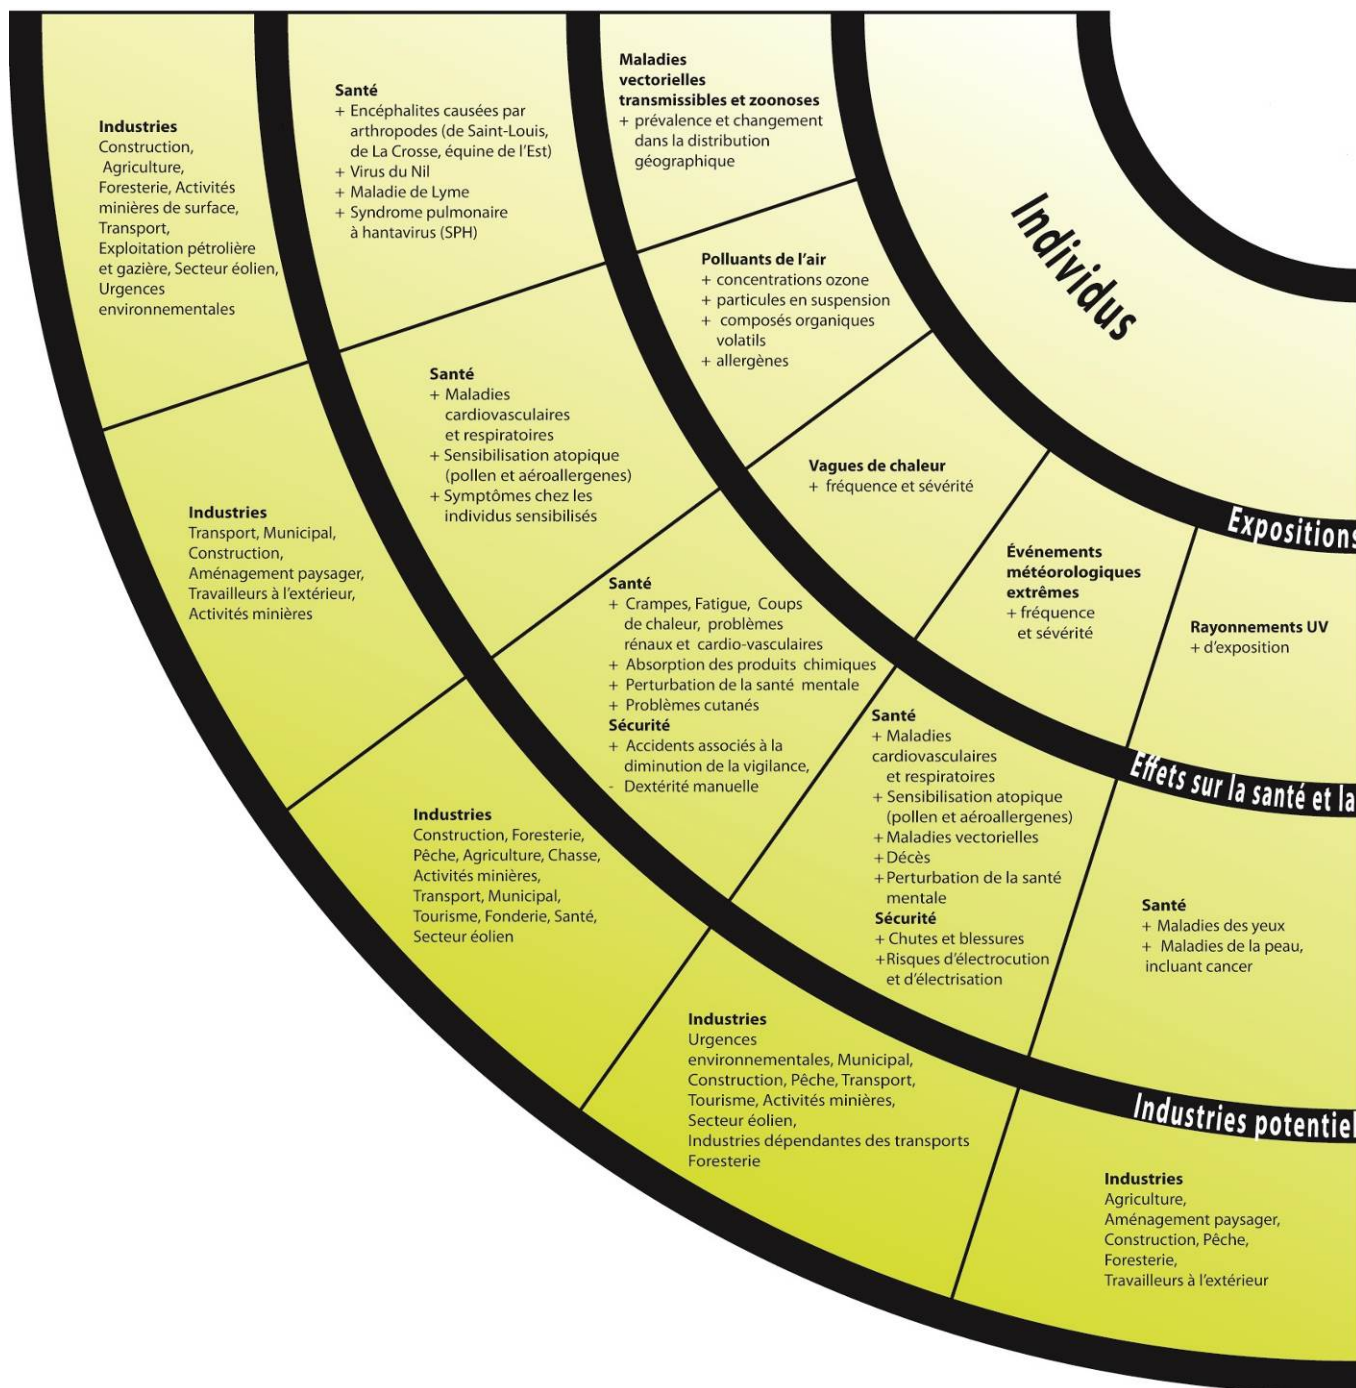 Individus
Expositions
Maladies
vectorielles
transmissibles et zoonoses
+ prévalence et changement
dans la distribution
géographique
Polluants de l'air
+ concentrations ozone
+ particules en suspension
+ composés organiques
volatils
+ allergènes
Vagues de chaleur
+ fréquence et sévérité
Événements
météorologiques
extrêmes
+ fréquence
et sévérité
Rayonnements UV
+ d'exposition
Effets sur la santé et la
Santé
+ Encéphalites causées par
arthropodes (de Saint-Louis,
de La Crosse, équine de l'Est)
+ Virus du Nil
+ Maladie de Lyme
+ Syndrome pulmonaire
à hantavirus (SPH)
Santé
+ Maladies
cardiovasculaires
et respiratoires
+ Sensibilisation atopique
(pollen et aéroallergenes)
+ Symptômes chez les
individus sensibilisés
Santé
+ Crampes, Fatigue, Coups
de chaleur, problèmes
rénaux et cardio-vasculaires
+ Absorption des produits chimiques
+ Perturbation de la santé mentale
+ Problèmes cutanés
Sécurité
+ Accidents associés à la
diminution de la vigilance,
- Dextérité manuelle
Santé
+ Maladies
cardiovasculaires
et respiratoires
+ Sensibilisation atopique
(pollen et aéroallergenes)
+ Maladies vectorielles
+ Décès
+ Perturbation de la santé
mentale
Sécurité
+ Chutes et blessures
+ Risques d'électrocution
et d'électrisation
Santé
+ Maladies des yeux
+ Maladies de la peau,
incluant cancer
Industries potentiel
Industries
Construction,
Agriculture,
Foresterie, Activités
minières de surface,
Transport,
Exploitation pétrolière
et gazière, Secteur éolien,
Urgences
environnementales
Industries
Transport, Municipal,
Construction,
Aménagement paysager,
Travailleurs à l'extérieur,
Activités minières
Industries
Construction, Foresterie,
Pêche, Agriculture, Chasse,
Activités minières,
Transport, Municipal,
Tourisme, Fonderie, Santé,
Secteur éolien
Industries
Urgences
environnementales, Municipal,
Construction, Pêche, Transport,
Tourisme, Activités minières,
Secteur éolien,
Industries dépendantes des transports
Foresterie
Industries
Agriculture,
Aménagement paysager,
Construction, Pêche,
Foresterie,
Travailleurs à l'extérieur